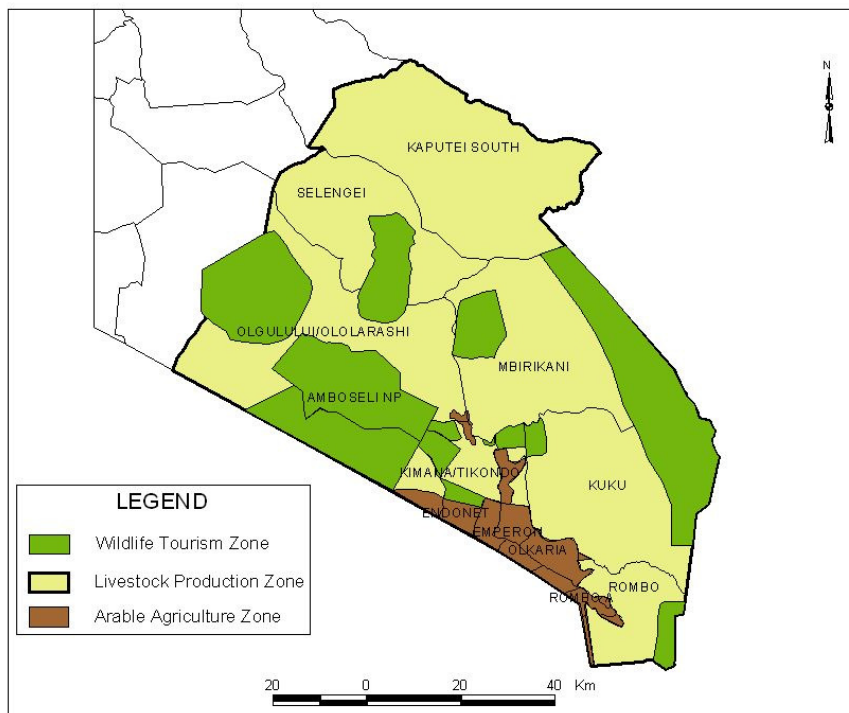 N
KAPUTEI SOUTH
SELENGEI
OLGULULUI/OLOLARASHI
MBIRIKANI
AMBOSELI NP
KIMANA/TIKONDO
KUKU
ENDONET
EMPERON
OLKARIA
ROMBO
ROMBO A
LEGEND
Wildlife Tourism Zone
Livestock Production Zone
Arable Agriculture Zone
20 0 20 40 Km